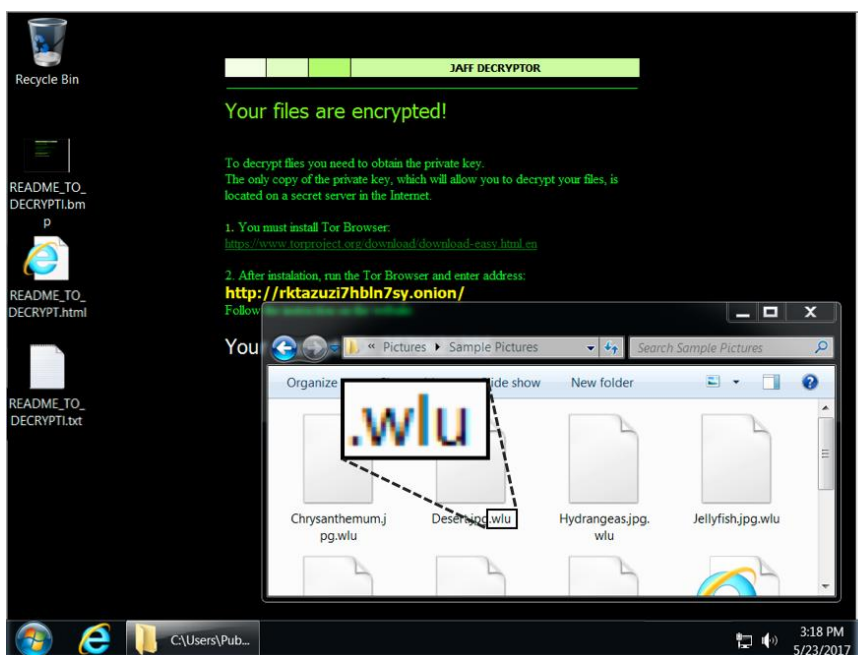 Recycle Bin
README_TO_
DECRYPTI.bm
p
README_TO_
DECRYPT.html
README_TO_
DECRYPTI.txt
JAFF DECRYPTOR
Your files are encrypted!
To decrypt flies you need to obtain the private key.
The only copy of the private key, which will allow you to decrypt your files, is
located on a secret server in the Internet.
1. You must install Tor Browser:
https://www.torproject.org/download/download-easy.html.en
2. After instalation, run the Tor Browser and enter address:
http://rktazuzi7hbln7sy.onion/
Follow
You
« Pictures Sample Pictures
Search Sample Pictures
Organize
show
New folder
.wlu
Chrysanthemum.j
pg.wlu
Desert.jpg.wlu
Hydrangeas.jpg.
wlu
Jellyfish.jpg.wlu
C:\Users\Pub...
3:18 PM
5/23/2017